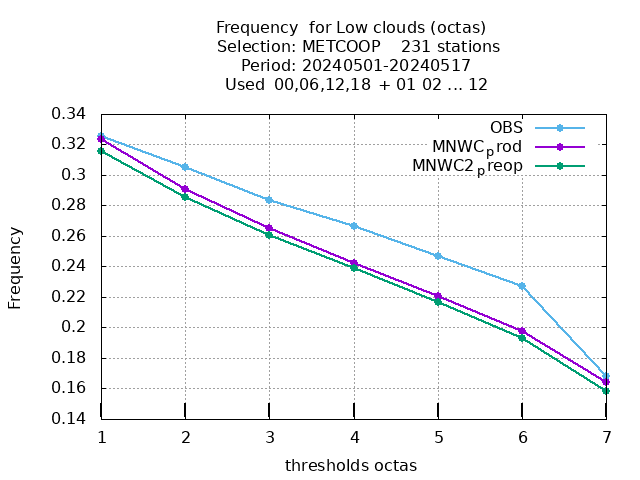 Frequency  for Low clouds (octas)
Selection: METCOOP    231 stations
Period: 20240501-20240517
Used  00,06,12,18 + 01 02 ... 12
OBS
MNWCprod
MNWC2preop
0.34
0.32
0.3
0.28
0.26
0.24
0.22
0.2
0.18
0.16
0.14
Frequency
1 2 3 4 5 6 7
thresholds octas